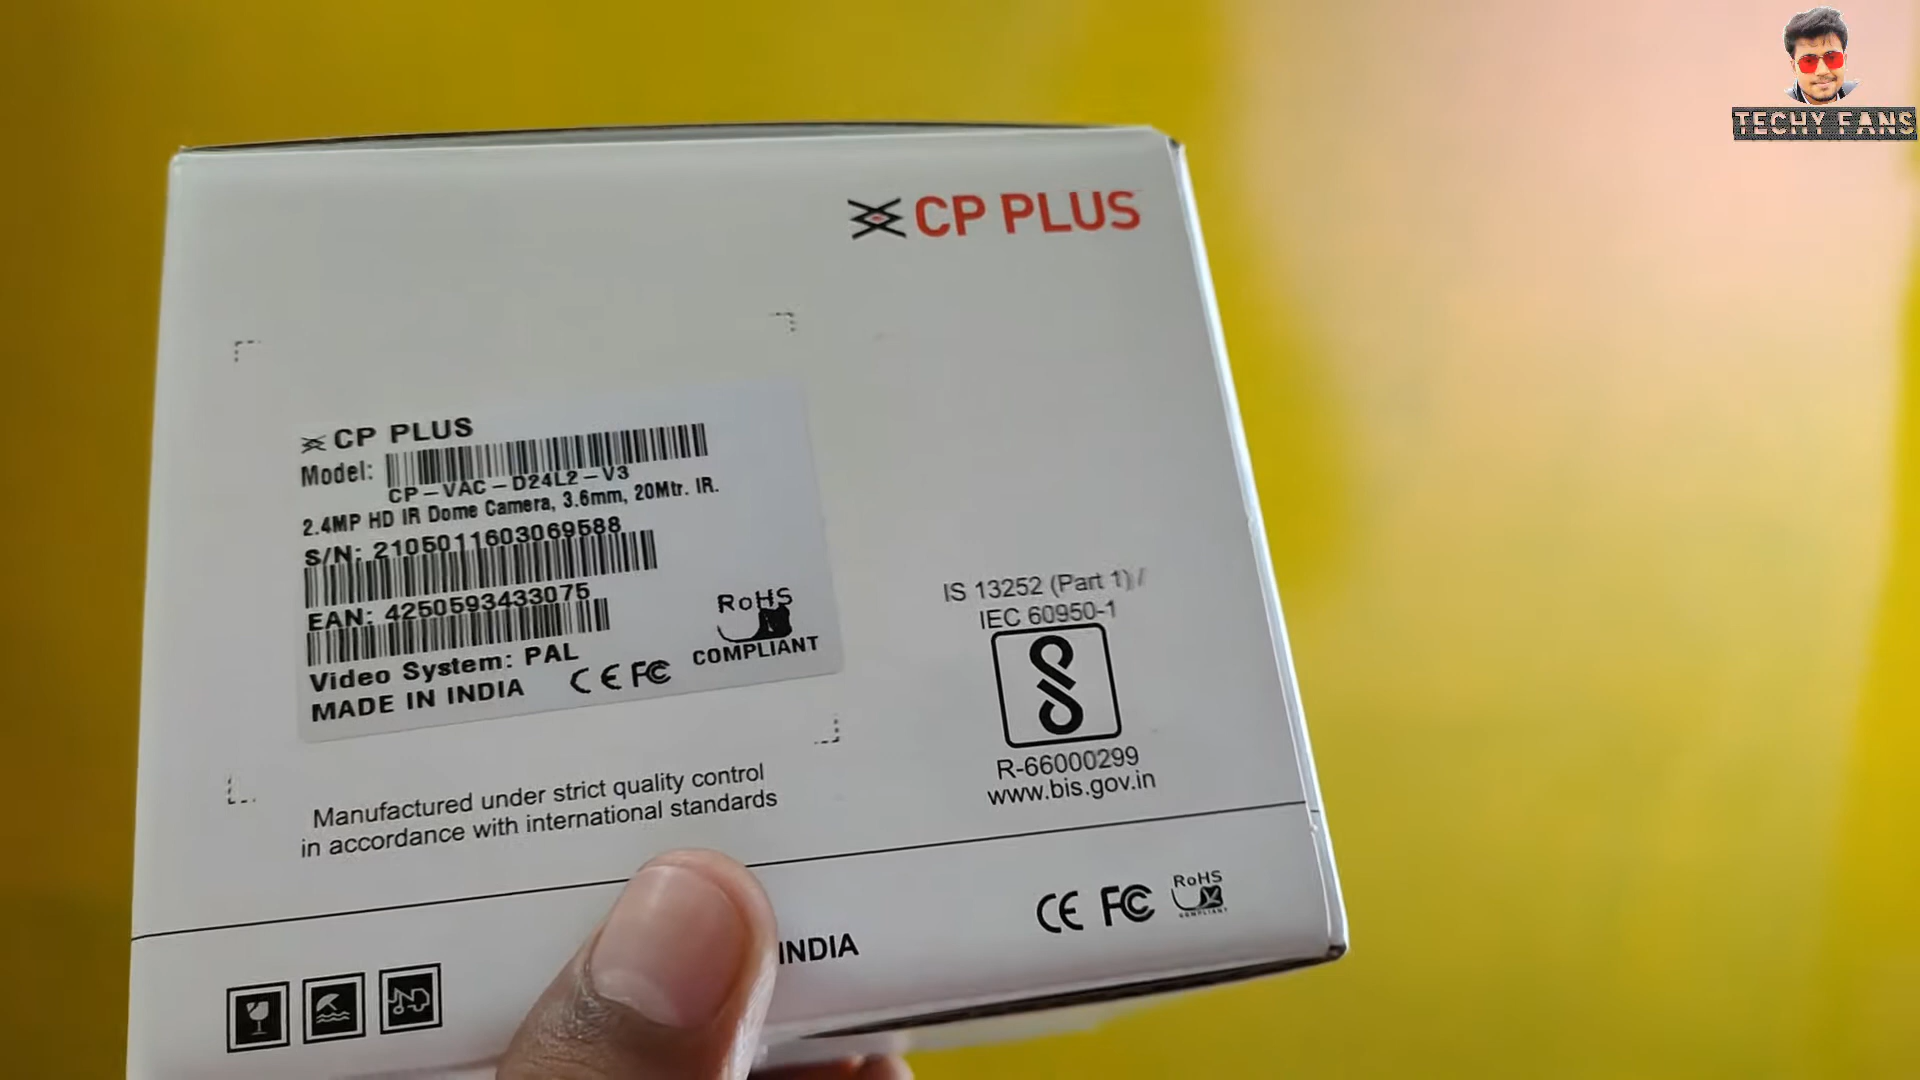 TECHY FANS
CP PLUS
CP PLUS
Model:
CP-VAC-D24L2-V3
2.4MP HD IR Dome Camera, 3.6mm, 20Mtr. IR.
S/N: 2105011603069588
EAN: 4250593433075
Video System: PAL
MADE IN INDIA CE FC
RoHS
COMPLIANT
IS 13252 (Part 1) /
IEC 60950-1
R-66000299
www.bis.gov.in
Manufactured under strict quality control
in accordance with international standards
INDIA
CE FC
RoHS
COMPLIANT